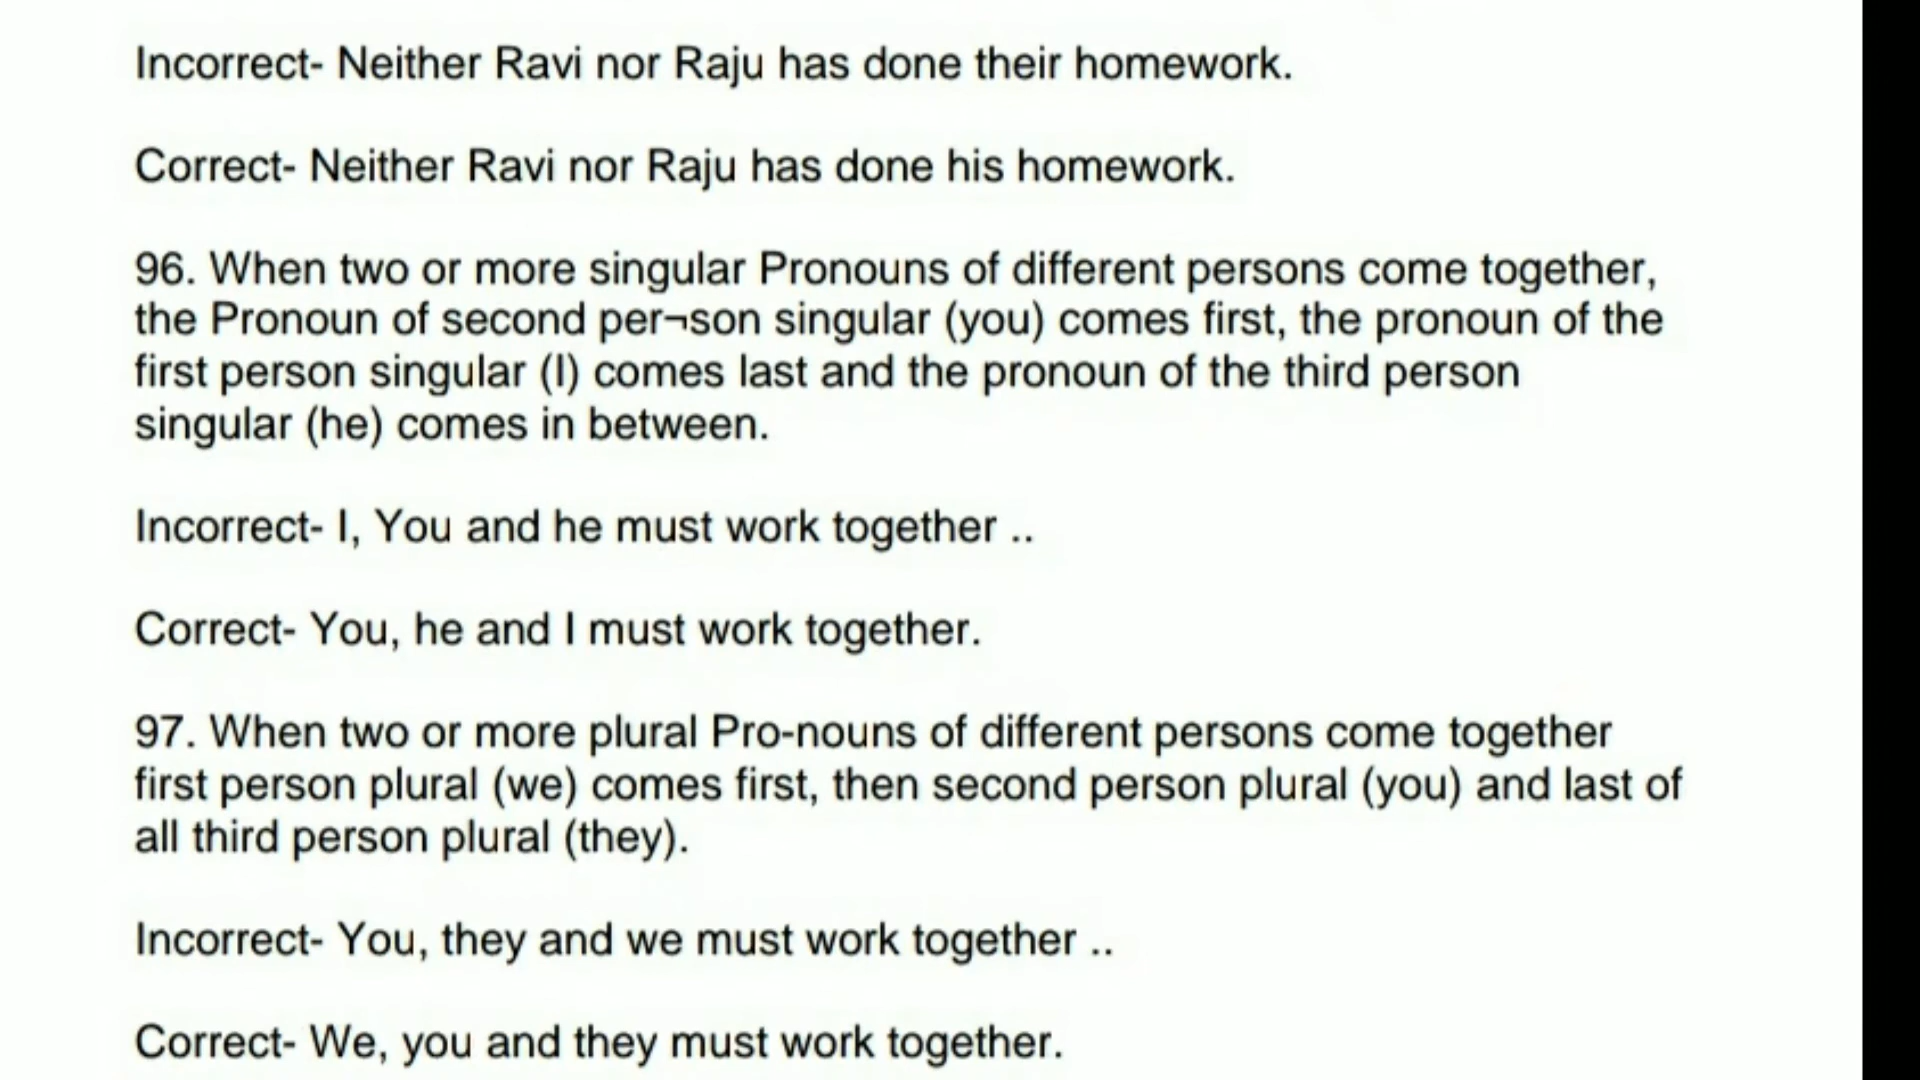 Incorrect- Neither Ravi nor Raju has done their homework.
Correct- Neither Ravi nor Raju has done his homework.
96. When two or more singular Pronouns of different persons come together,
the Pronoun of second per¬son singular (you) comes first, the pronoun of the
first person singular (I) comes last and the pronoun of the third person
singular (he) comes in between.
Incorrect- I, You and he must work together ..
Correct- You, he and I must work together.
97. When two or more plural Pro-nouns of different persons come together
first person plural (we) comes first, then second person plural (you) and last of
all third person plural (they).
Incorrect- You, they and we must work together ..
Correct- We, you and they must work together.